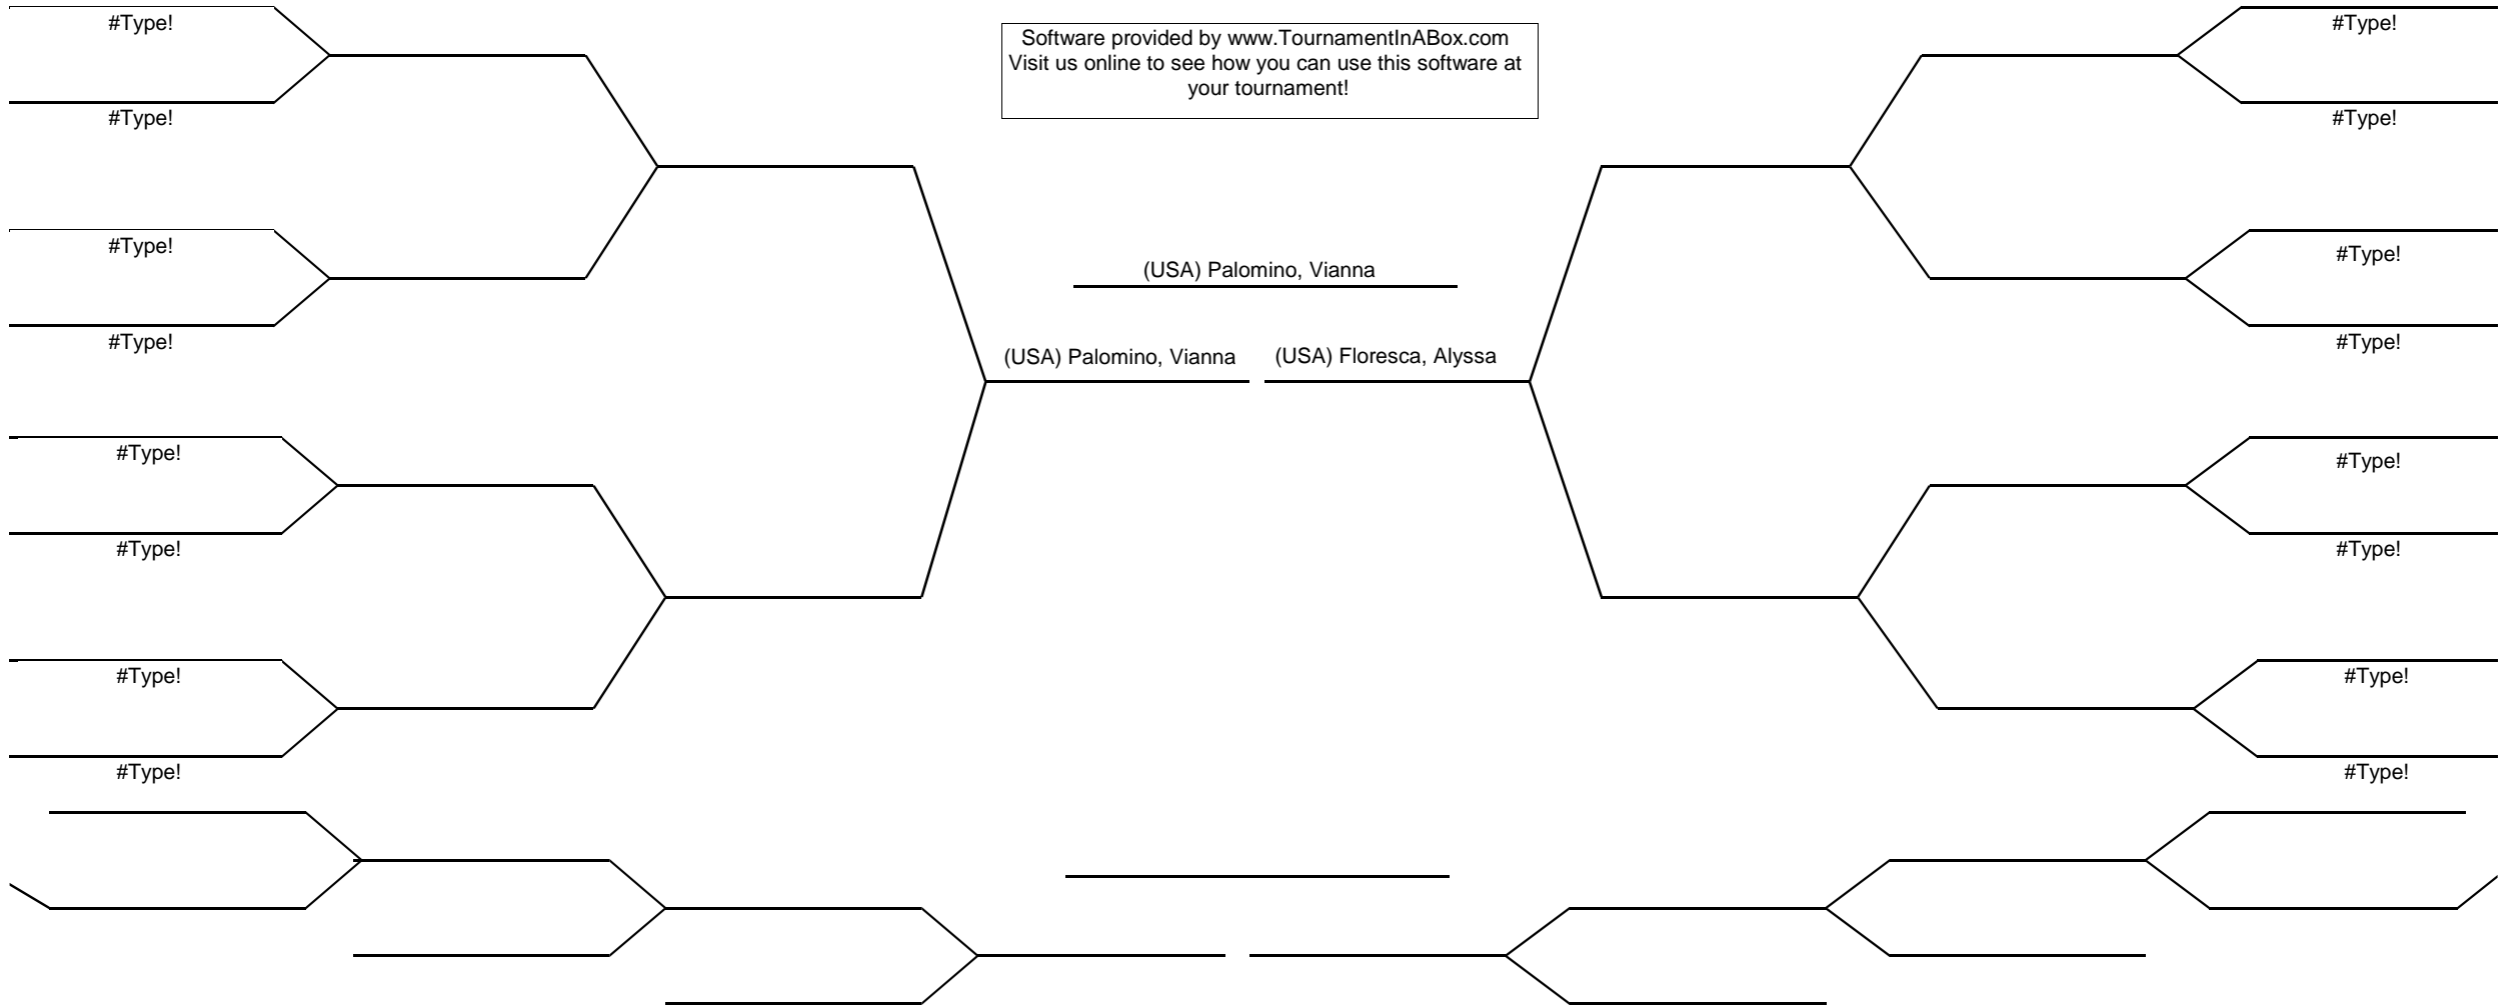 #Type!
#Type!
Software provided by www.TournamentInABox.com
Visit us online to see how you can use this software at
your tournament!
#Type!
#Type!
#Type!
#Type!
(USA) Palomino, Vianna
#Type!
#Type!
(USA) Palomino, Vianna
(USA) Floresca, Alyssa
#Type!
#Type!
#Type!
#Type!
#Type!
#Type!
#Type!
#Type!